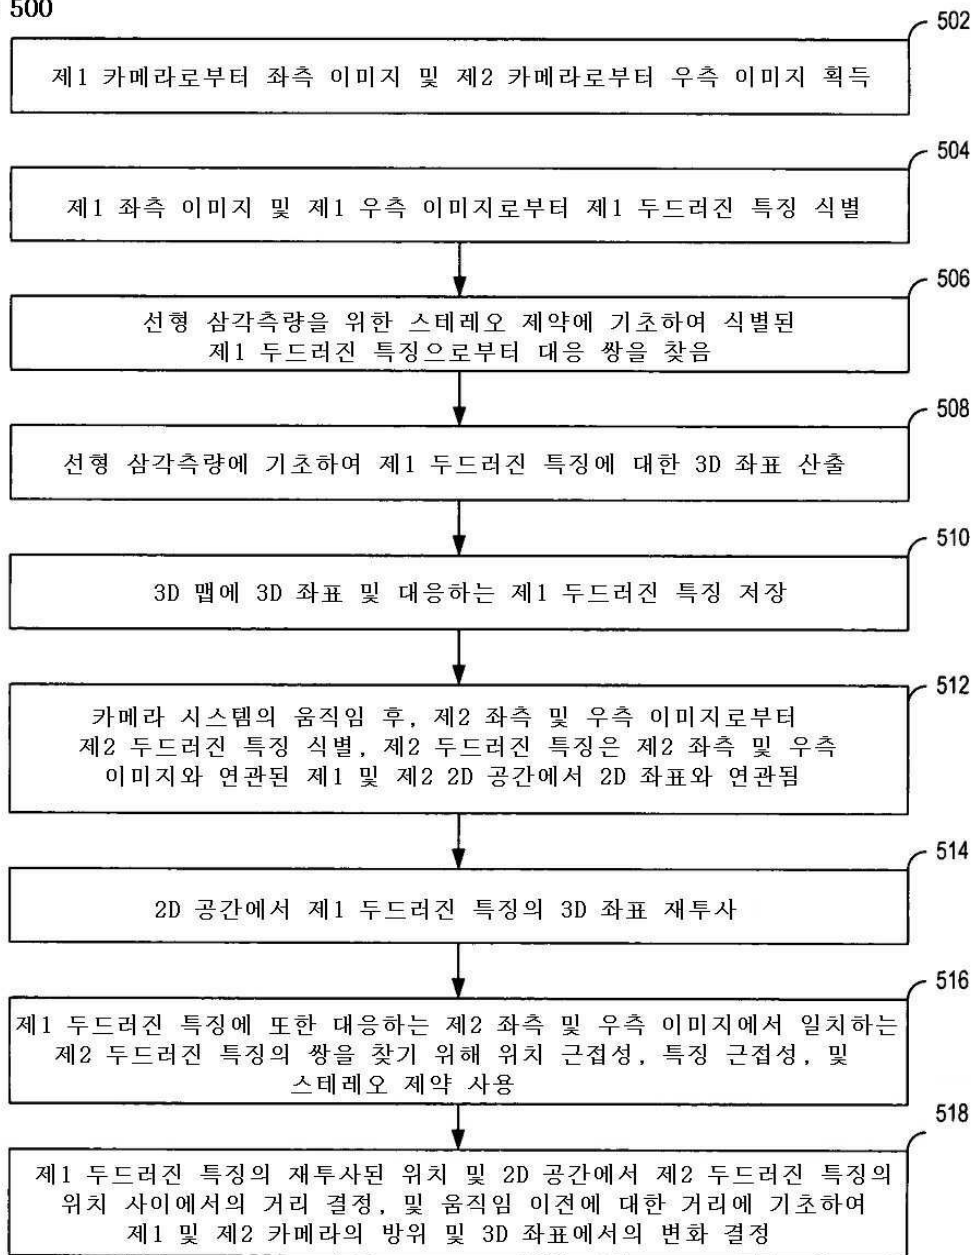 500
502
제1 카메라로부터 좌측 이미지 및 제2 카메라로부터 우측 이미지 획득
504
제1 좌측 이미지 및 제1 우측 이미지로부터 제1 두드러진 특징 식별
506
선형 삼각측량을 위한 스테레오 제약에 기초하여 식별된
제1 두드러진 특징으로부터 대응 쌍을 찾음
508
선형 삼각측량에 기초하여 제1 두드러진 특징에 대한 3D 좌표 산출
510
3D 맵에 3D 좌표 및 대응하는 제1 두드러진 특징 저장
512
카메라 시스템의 움직임 후, 제2 좌측 및 우측 이미지로부터
제2 두드러진 특징 식별, 제2 두드러진 특징은 제2 좌측 및 우측
이미지와 연관된 제1 및 제2 2D 공간에서 2D 좌표와 연관됨
514
2D 공간에서 제1 두드러진 특징의 3D 좌표 재투사
516
제1 두드러진 특징에 또한 대응하는 제2 좌측 및 우측 이미지에서 일치하는
제2 두드러진 특징의 쌍을 찾기 위해 위치 근접성, 특징 근접성, 및
스테레오 제약 사용
518
제1 두드러진 특징의 재투사된 위치 및 2D 공간에서 제2 두드러진 특징의
위치 사이에서의 거리 결정, 및 움직임 이전에 대한 거리에 기초하여
제1 및 제2 카메라의 방위 및 3D 좌표에서의 변화 결정